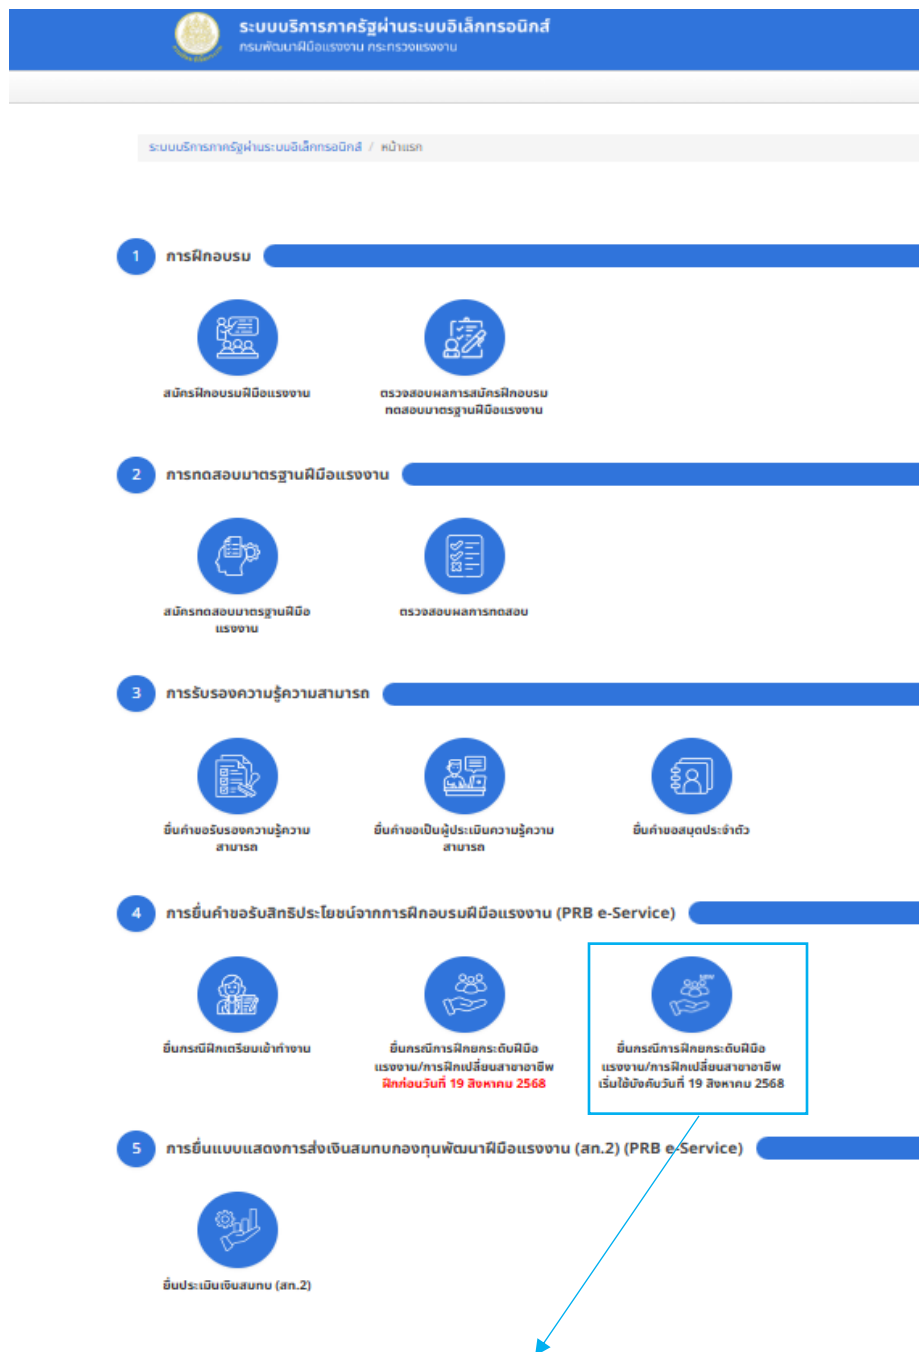 ระบบบริการภาครัฐผ่านระบบอิเล็กทรอนิกส์
กรมพัฒนาฝีมือแรงงาน กระทรวงแรงงาน
ระบบบริการภาครัฐผ่านระบบอิเล็กทรอนิกส์ / หน้าแรก
1 การฝึกอบรม
สมัครฝึกอบรมฝีมือแรงงาน
ตรวจสอบผลการสมัครฝึกอบรม
ทดสอบมาตรฐานฝีมือแรงงาน
2 การทดสอบมาตรฐานฝีมือแรงงาน
สมัครทดสอบมาตรฐานฝีมือ
แรงงาน
ตรวจสอบผลการทดสอบ
3 การรับรองความรู้ความสามารถ
ยื่นคำขอรับรองความรู้ความ
สามารถ
ยื่นคำขอเป็นผู้ประเมินความรู้ความ
สามารถ
ยื่นคำขอสมุดประจำตัว
4 การยื่นคำขอรับสิทธิประโยชน์จากการฝึกอบรมฝีมือแรงงาน (PRB e-Service)
ยื่นกรณีฝึกเตรียมเข้าทำงาน
ยื่นกรณีการฝึกยกระดับฝีมือ
แรงงาน/การฝึกเปลี่ยนสาขาอาชีพ
ฝึกก่อนวันที่ 19 สิงหาคม 2568
NEW
ยื่นกรณีการฝึกยกระดับฝีมือ
แรงงาน/การฝึกเปลี่ยนสาขาอาชีพ
เริ่มใช้บังคับวันที่ 19 สิงหาคม 2568
5 การยื่นแบบแสดงการส่งเงินสมทบกองทุนพัฒนาฝีมือแรงงาน (สท.2) (PRB e-Service)
ยื่นประเมินเงินสมทบ (สท.2)